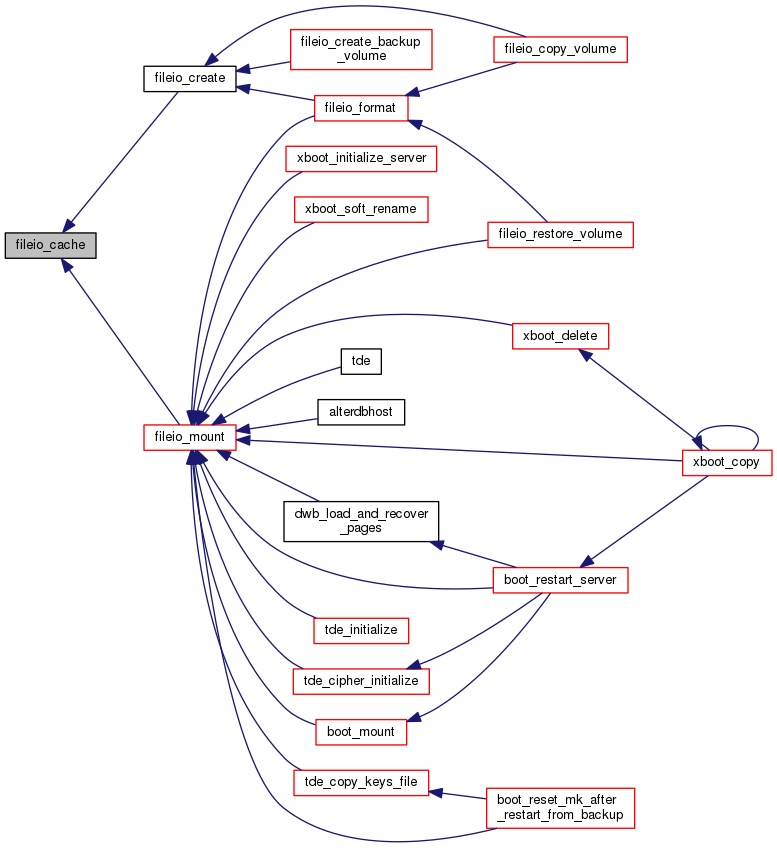 fileio_create_backup
_volume
fileio_copy_volume
fileio_create
fileio_format
xboot_initialize_server
xboot_soft_rename
fileio_restore_volume
fileio_cache
xboot_delete
tde
alterdbhost
fileio_mount
xboot_copy
dwb_load_and_recover
_pages
boot_restart_server
tde_initialize
tde_cipher_initialize
boot_mount
tde_copy_keys_file
boot_reset_mk_after
_restart_from_backup